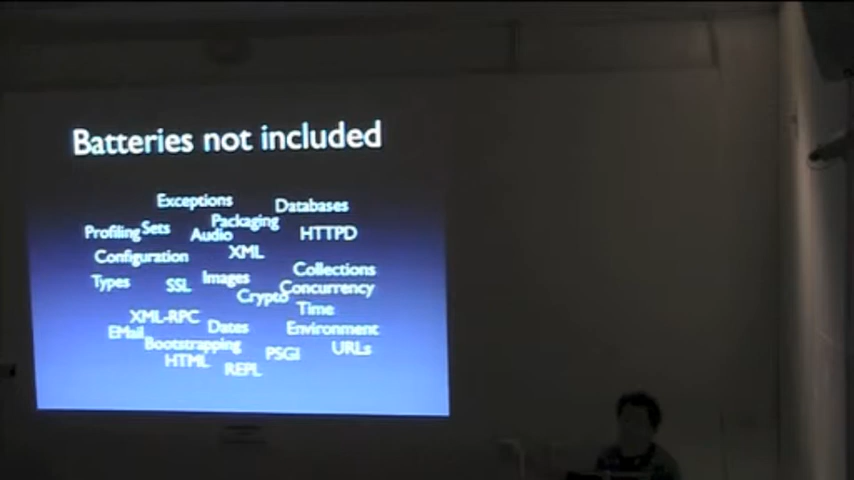 Batteries not included
Exceptions
Databases
Packaging
Profiling
Sets
Audio
HTTPD
XML
Configuration
Collections
Types
SSL
Images
Concurrency
Crypto
Time
XML-RPC
Dates
Environment
EMail
Bootstrapping
PSGI
URLs
HTML
REPL